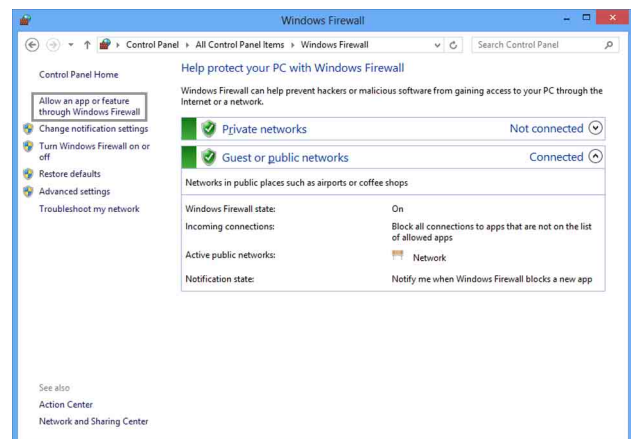 Windows Firewall
Control Panel ▸ All Control Panel Items ▸ Windows Firewall
Search Control Panel
Control Panel Home
Allow an app or feature
through Windows Firewall
Change notification settings
Turn Windows Firewall on or
off
Restore defaults
Advanced settings
Troubleshoot my network
See also
Action Center
Network and Sharing Center
Help protect your PC with Windows Firewall
Windows Firewall can help prevent hackers or malicious software from gaining access to your PC through the
Internet or a network.
Private networks Not connected
Guest or public networks Connected
Networks in public places such as airports or coffee shops
Windows Firewall state: On
Incoming connections: Block all connections to apps that are not on the list
of allowed apps
Active public networks: Network
Notification state: Notify me when Windows Firewall blocks a new app